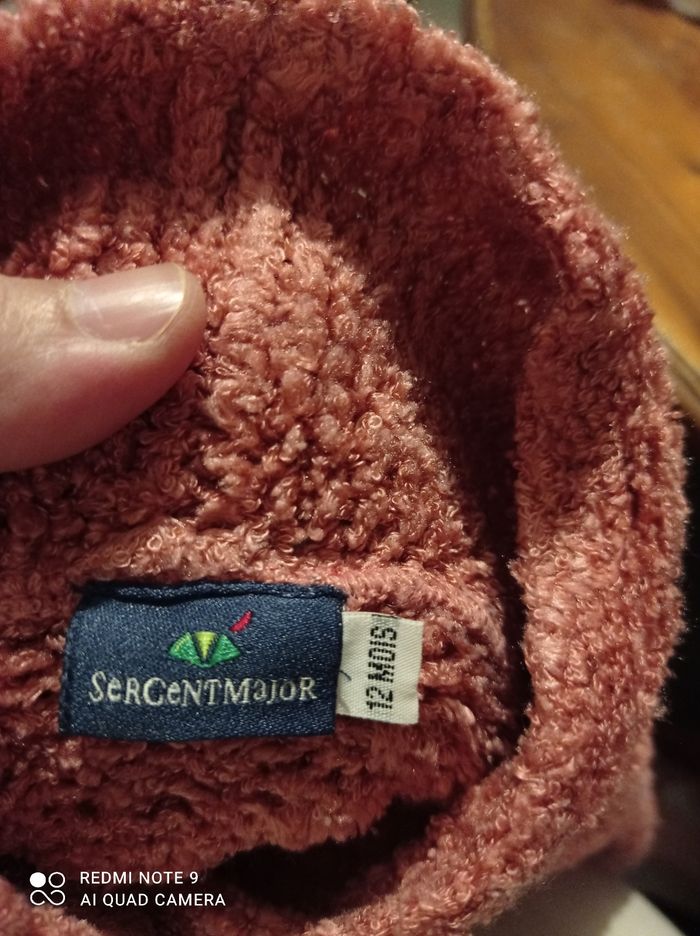 SeRGeNTMaJoR
12 MOIS
REDMI NOTE 9
AI QUAD CAMERA